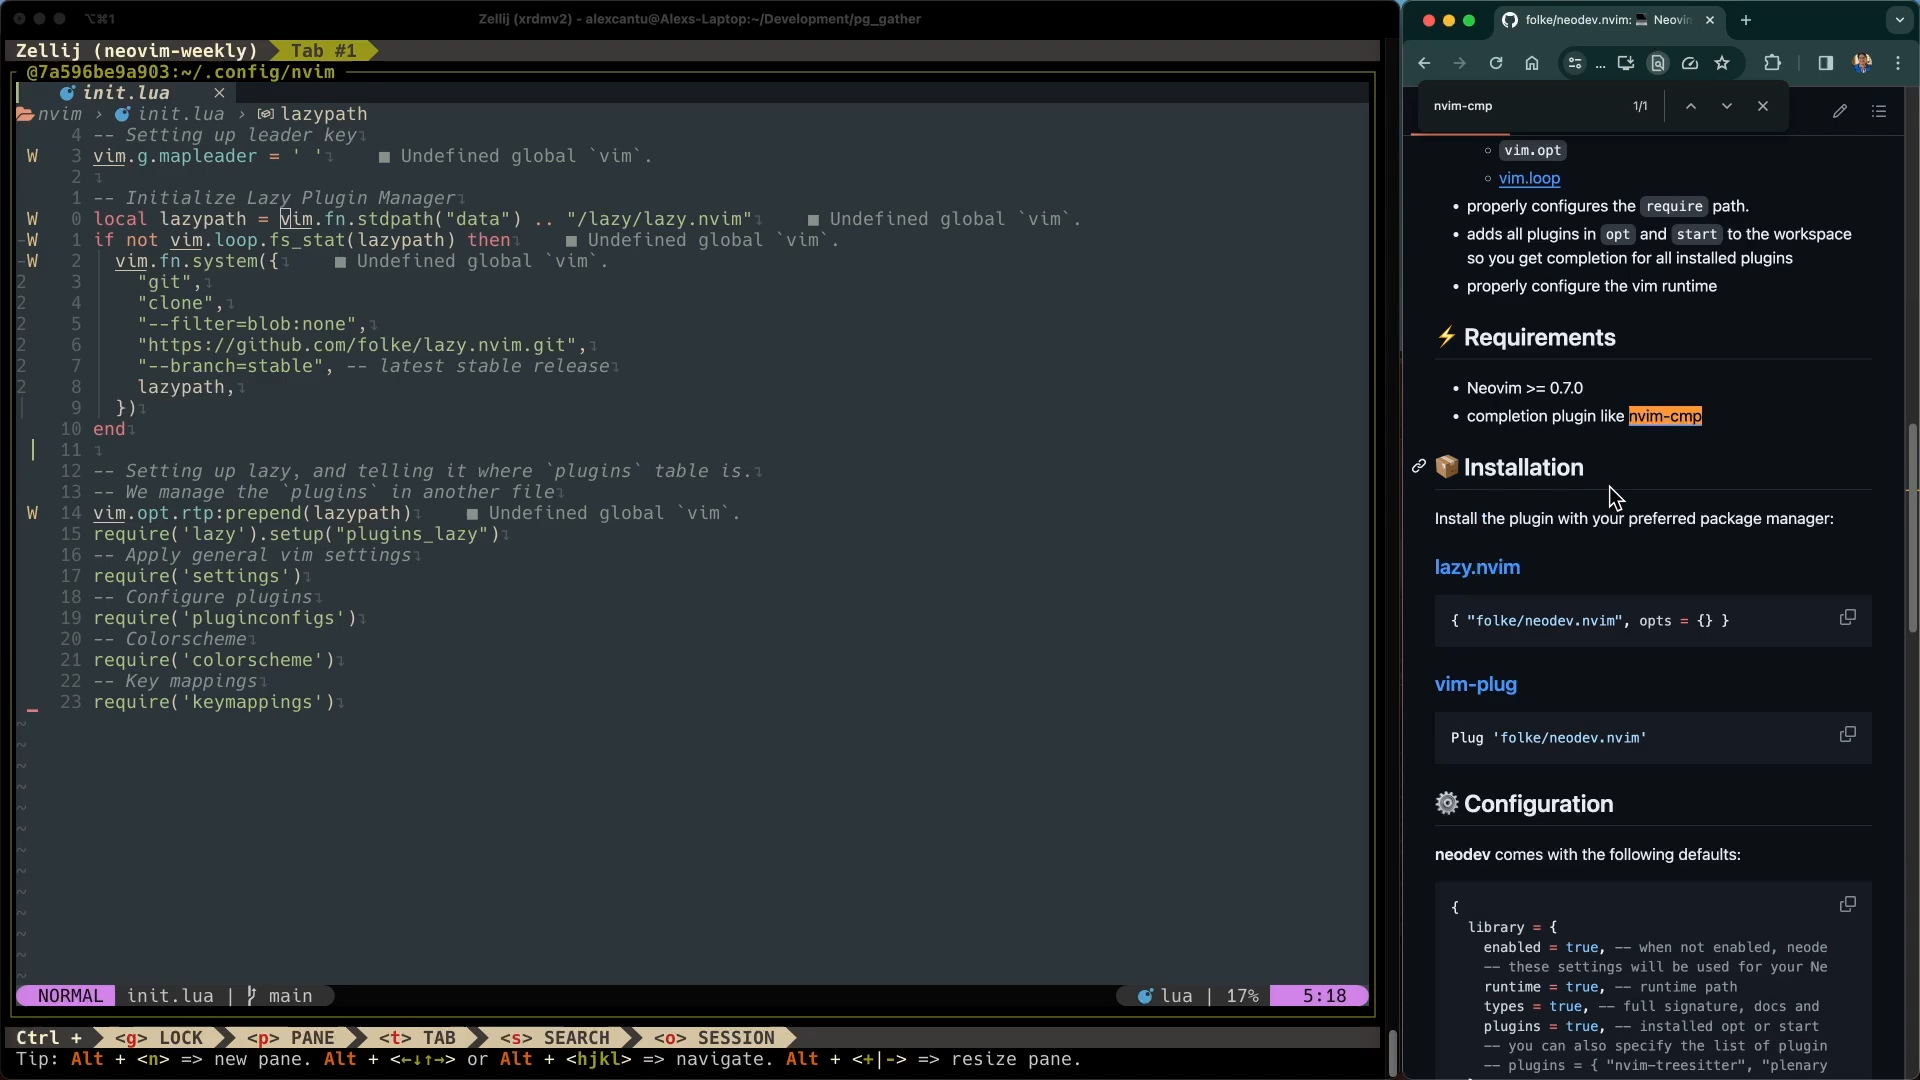 ⌥⌘1
Zellij (xrdmv2) - alexcantu@Alexs-Laptop:~/Development/pg_gather
Zellij (neovim-weekly) Tab #1
@7a596be9a903:~/.config/nvim
init.lua ×
nvim › init.lua › lazypath
4 -- Setting up leader key
W 3 vim.g.mapleader = ' ' ■ Undefined global `vim`.
2
1 -- Initialize Lazy Plugin Manager
W 0 local lazypath = vim.fn.stdpath("data") .. "/lazy/lazy.nvim" ■ Undefined global `vim`.
-W 1 if not vim.loop.fs_stat(lazypath) then ■ Undefined global `vim`.
-W 2 vim.fn.system({ ■ Undefined global `vim`.
2 3 "git",
2 4 "clone",
2 5 "--filter=blob:none",
2 6 "https://github.com/folke/lazy.nvim.git",
2 7 "--branch=stable", -- latest stable release
2 8 lazypath,
9 })
10 end
11
12 -- Setting up lazy, and telling it where `plugins` table is.
13 -- We manage the `plugins` in another file
W 14 vim.opt.rtp:prepend(lazypath) ■ Undefined global `vim`.
15 require('lazy').setup("plugins_lazy")
16 -- Apply general vim settings
17 require('settings')
18 -- Configure plugins
19 require('pluginconfigs')
20 -- Colorscheme
21 require('colorscheme')
22 -- Key mappings
23 require('keymappings')
NORMAL init.lua | main lua | 17% 5:18
Ctrl + <g> LOCK <p> PANE <t> TAB <s> SEARCH <o> SESSION
Tip: Alt + <n> => new pane. Alt + <←↓↑→> or Alt + <hjkl> => navigate. Alt + <+|-> => resize pane.
folke/neodev.nvim: 💻 Neovim
nvim-cmp 1/1
◦ vim.opt
◦ vim.loop
• properly configures the require path.
• adds all plugins in opt and start to the workspace
so you get completion for all installed plugins
• properly configure the vim runtime
⚡ Requirements
• Neovim >= 0.7.0
• completion plugin like nvim-cmp
📦 Installation
Install the plugin with your preferred package manager:
lazy.nvim
{ "folke/neodev.nvim", opts = {} }
vim-plug
Plug 'folke/neodev.nvim'
⚙️ Configuration
neodev comes with the following defaults:
{
library = {
enabled = true, -- when not enabled, neode
-- these settings will be used for your Ne
runtime = true, -- runtime path
types = true, -- full signature, docs and
plugins = true, -- installed opt or start
-- you can also specify the list of plugin
-- plugins = { "nvim-treesitter", "plenary